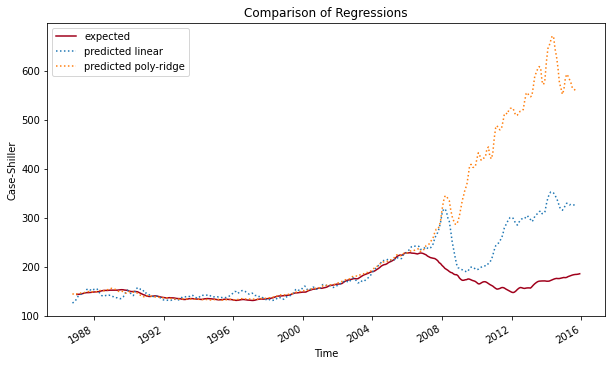 Comparison of Regressions
expected
predicted linear
predicted poly-ridge
600
500
400
300
200
100
Case-Shiller
1988
1992
1996
2000
2004
2008
2012
2016
Time